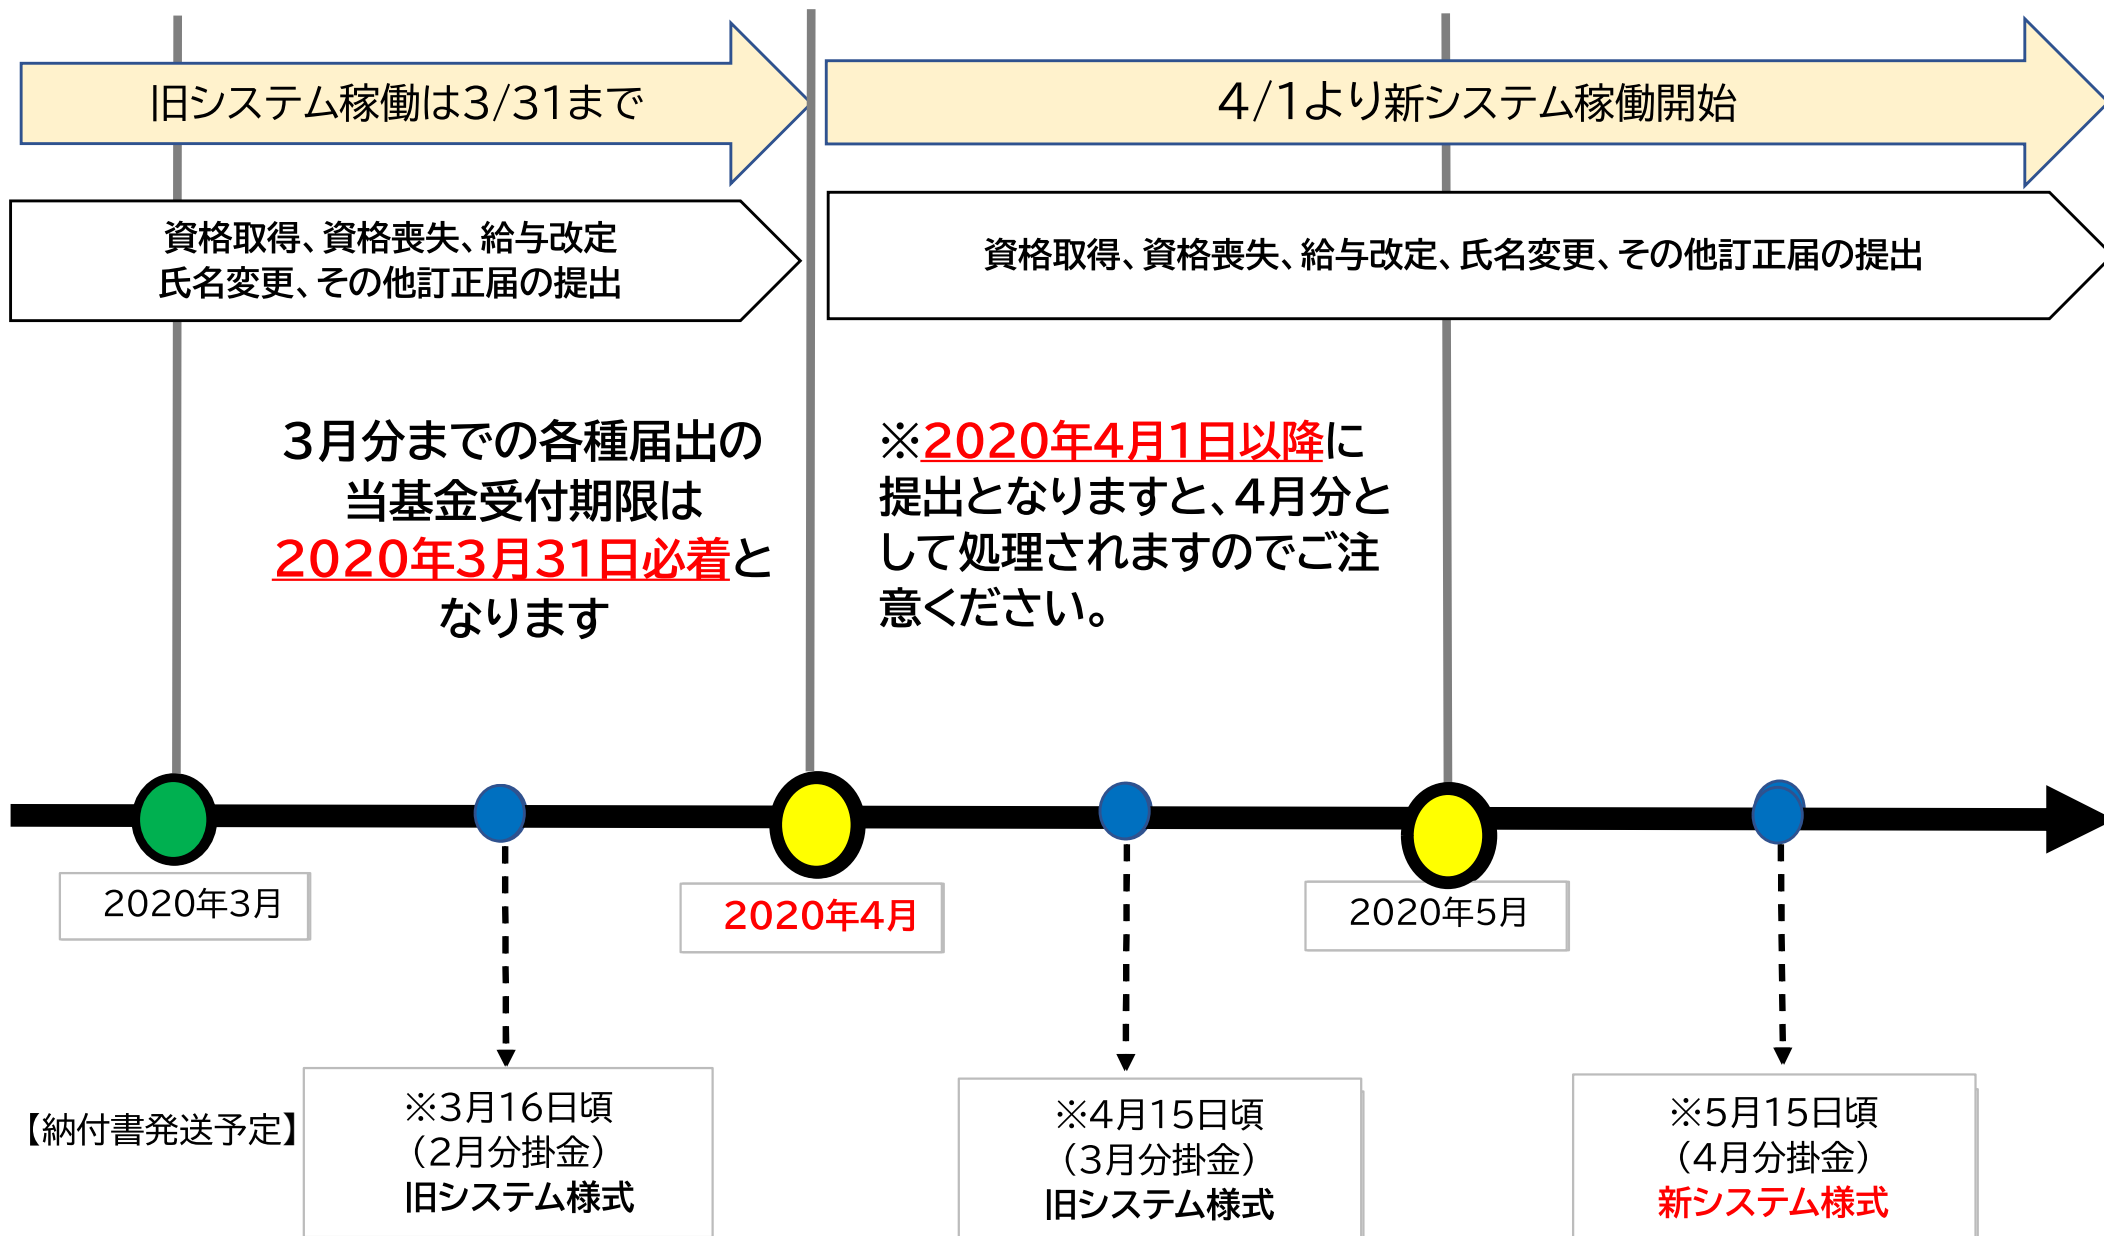 旧システム稼働は3/31まで
4/1より新システム稼働開始
資格取得、資格喪失、給与改定
氏名変更、その他訂正届の提出
資格取得、資格喪失、給与改定、氏名変更、その他訂正届の提出
3月分までの各種届出の
当基金受付期限は
2020年3月31日必着と
なります
※2020年4月1日以降に
提出となりますと、4月分と
して処理されますのでご注
意ください。
2020年3月
2020年4月
2020年5月
【納付書発送予定】
※3月16日頃
（2月分掛金）
旧システム様式
※4月15日頃
（3月分掛金）
旧システム様式
※5月15日頃
（4月分掛金）
新システム様式